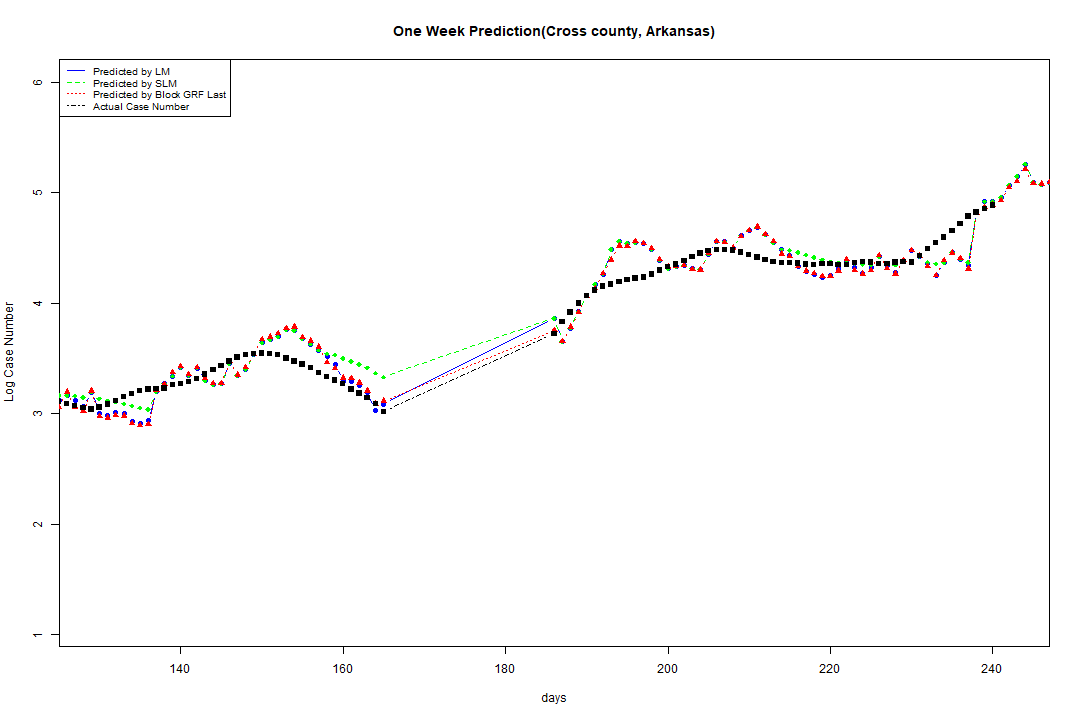 One Week Prediction(Cross county, Arkansas)
Predicted by LM
Predicted by SLM
Predicted by Block GRF Last
Actual Case Number
6
5
4
3
2
1
Log Case Number
140 160 180 200 220 240
days